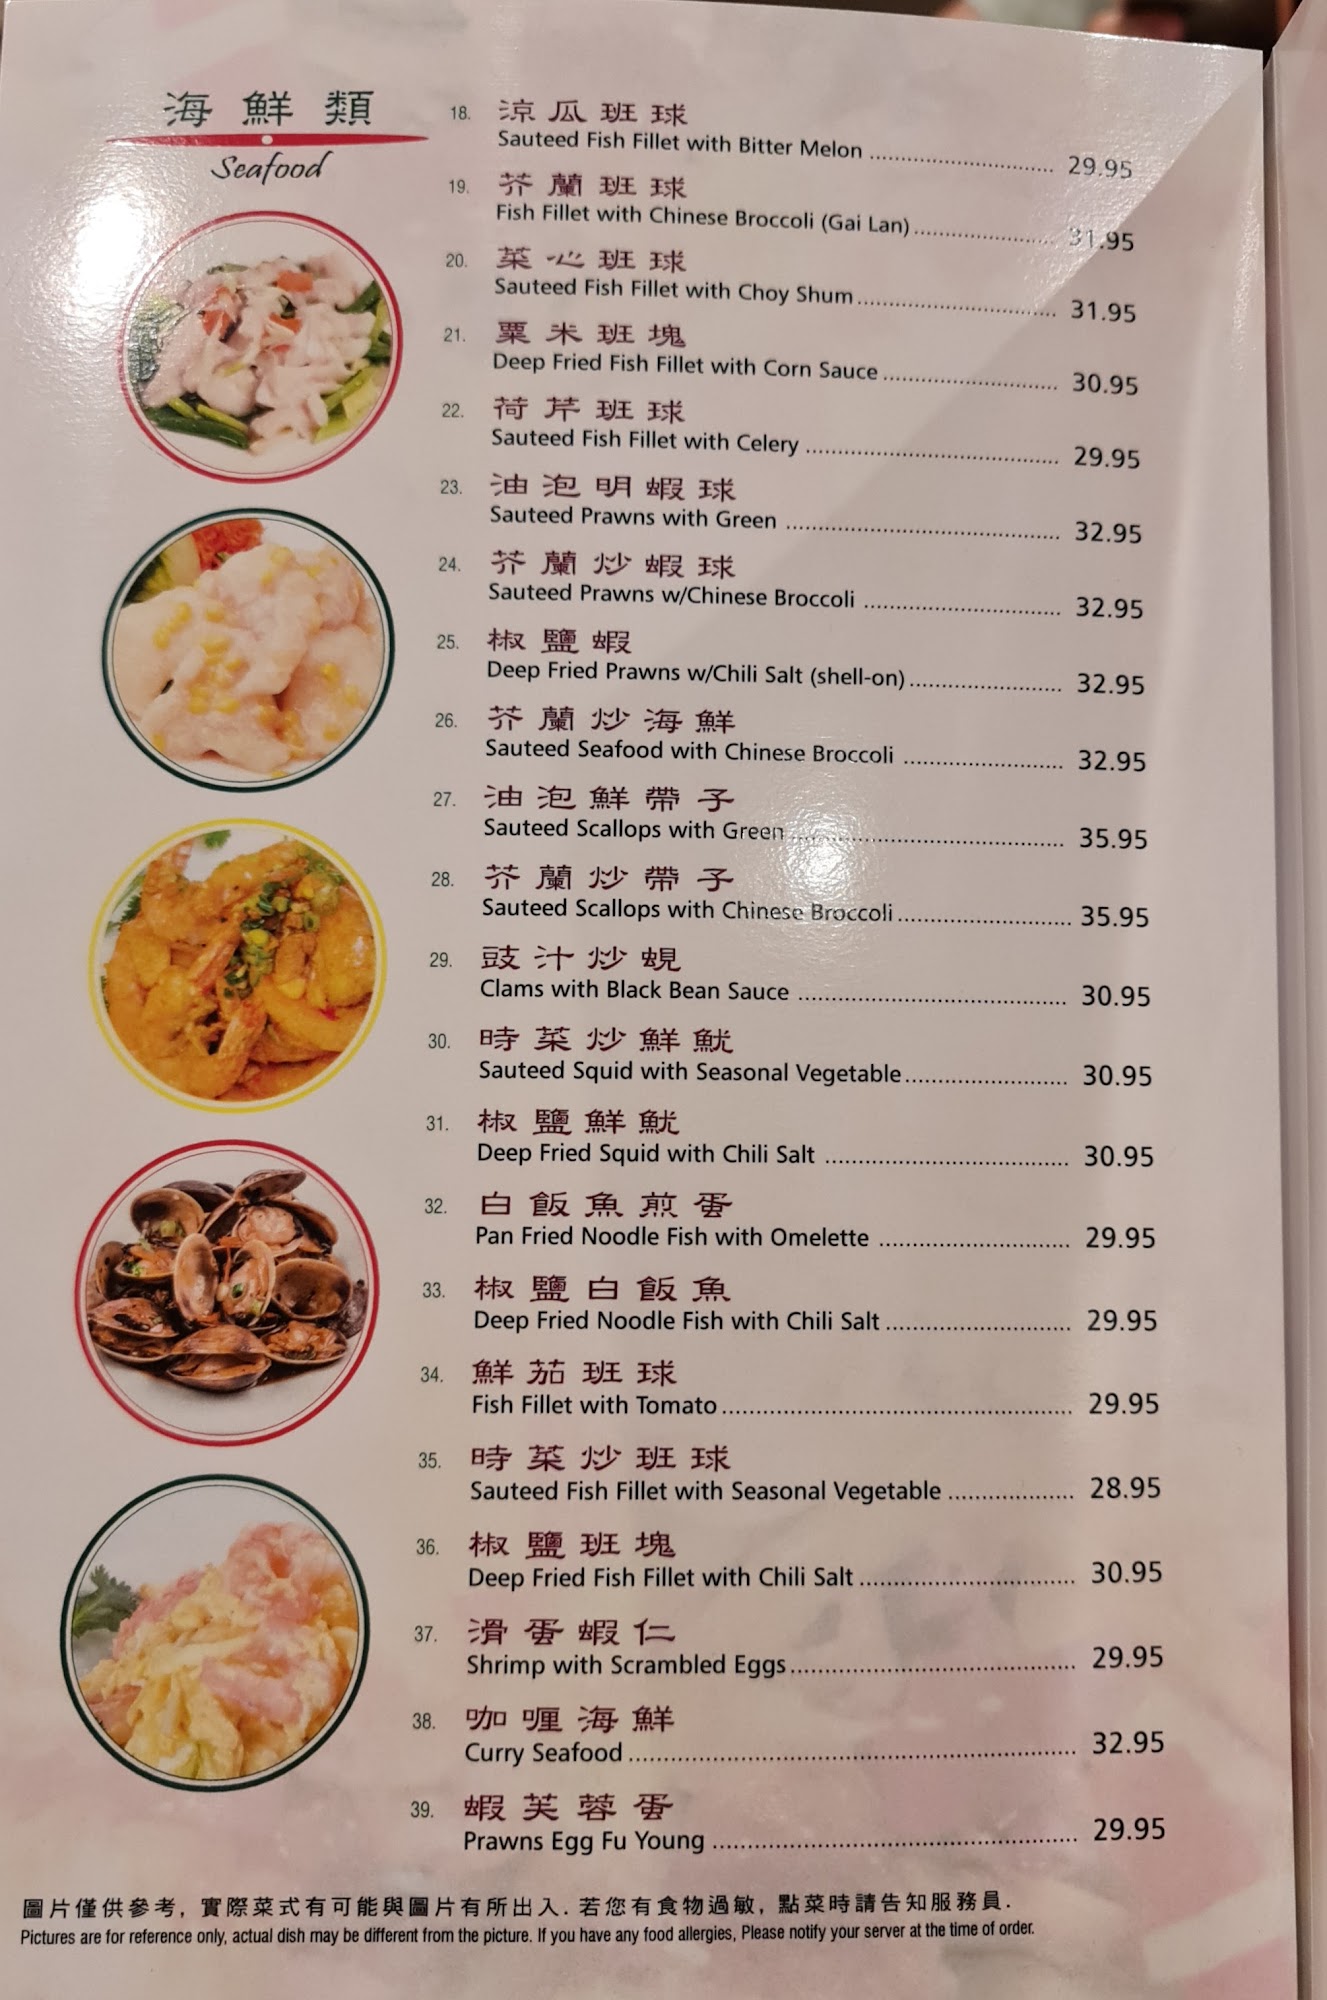 海鮮類
Seafood
18. 涼瓜班球
Sauteed Fish Fillet with Bitter Melon 29.95
19. 芥蘭班球
Fish Fillet with Chinese Broccoli (Gai Lan) 31.95
20. 菜心班球
Sauteed Fish Fillet with Choy Shum 31.95
21. 粟米班塊
Deep Fried Fish Fillet with Corn Sauce 30.95
22. 荷芹班球
Sauteed Fish Fillet with Celery 29.95
23. 油泡明蝦球
Sauteed Prawns with Green 32.95
24. 芥蘭炒蝦球
Sauteed Prawns w/Chinese Broccoli 32.95
25. 椒鹽蝦
Deep Fried Prawns w/Chili Salt (shell-on) 32.95
26. 芥蘭炒海鮮
Sauteed Seafood with Chinese Broccoli 32.95
27. 油泡鮮帶子
Sauteed Scallops with Green 35.95
28. 芥蘭炒帶子
Sauteed Scallops with Chinese Broccoli 35.95
29. 豉汁炒蜆
Clams with Black Bean Sauce 30.95
30. 時菜炒鮮魷
Sauteed Squid with Seasonal Vegetable 30.95
31. 椒鹽鮮魷
Deep Fried Squid with Chili Salt 30.95
32. 白飯魚煎蛋
Pan Fried Noodle Fish with Omelette 29.95
33. 椒鹽白飯魚
Deep Fried Noodle Fish with Chili Salt 29.95
34. 鮮茄班球
Fish Fillet with Tomato 29.95
35. 時菜炒班球
Sauteed Fish Fillet with Seasonal Vegetable 28.95
36. 椒鹽班塊
Deep Fried Fish Fillet with Chili Salt 30.95
37. 滑蛋蝦仁
Shrimp with Scrambled Eggs 29.95
38. 咖喱海鮮
Curry Seafood 32.95
39. 蝦芙蓉蛋
Prawns Egg Fu Young 29.95
圖片僅供參考, 實際菜式有可能與圖片有所出入. 若您有食物過敏, 點菜時請告知服務員.
Pictures are for reference only, actual dish may be different from the picture. If you have any food allergies, Please notify your server at the time of order.